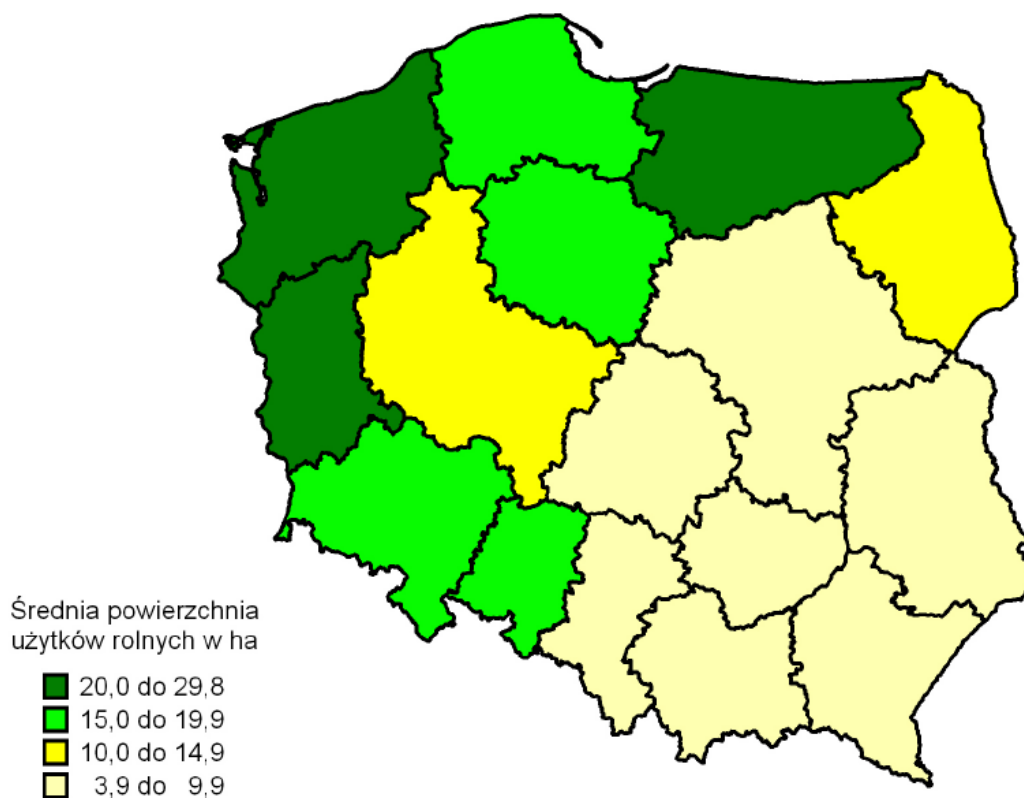 Średnia powierzchnia
użytków rolnych w ha
20,0 do 29,8
15,0 do 19,9
10,0 do 14,9
3,9 do 9,9